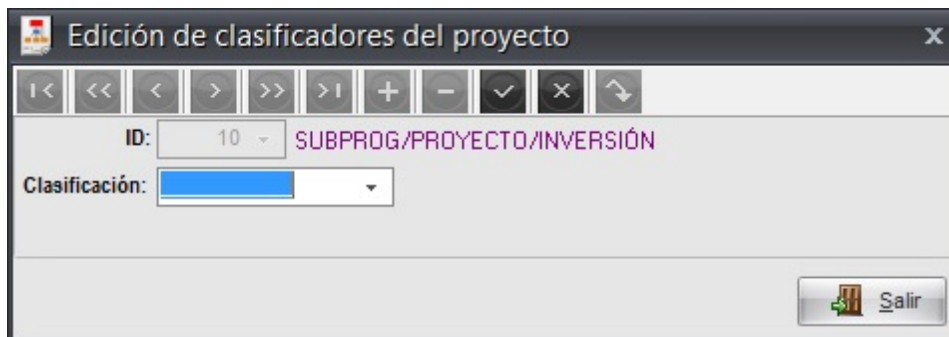 Edición de clasificadores del proyecto
ID: 10 SUBPROG/PROYECTO/INVERSIÓN
Clasificación:
Salir